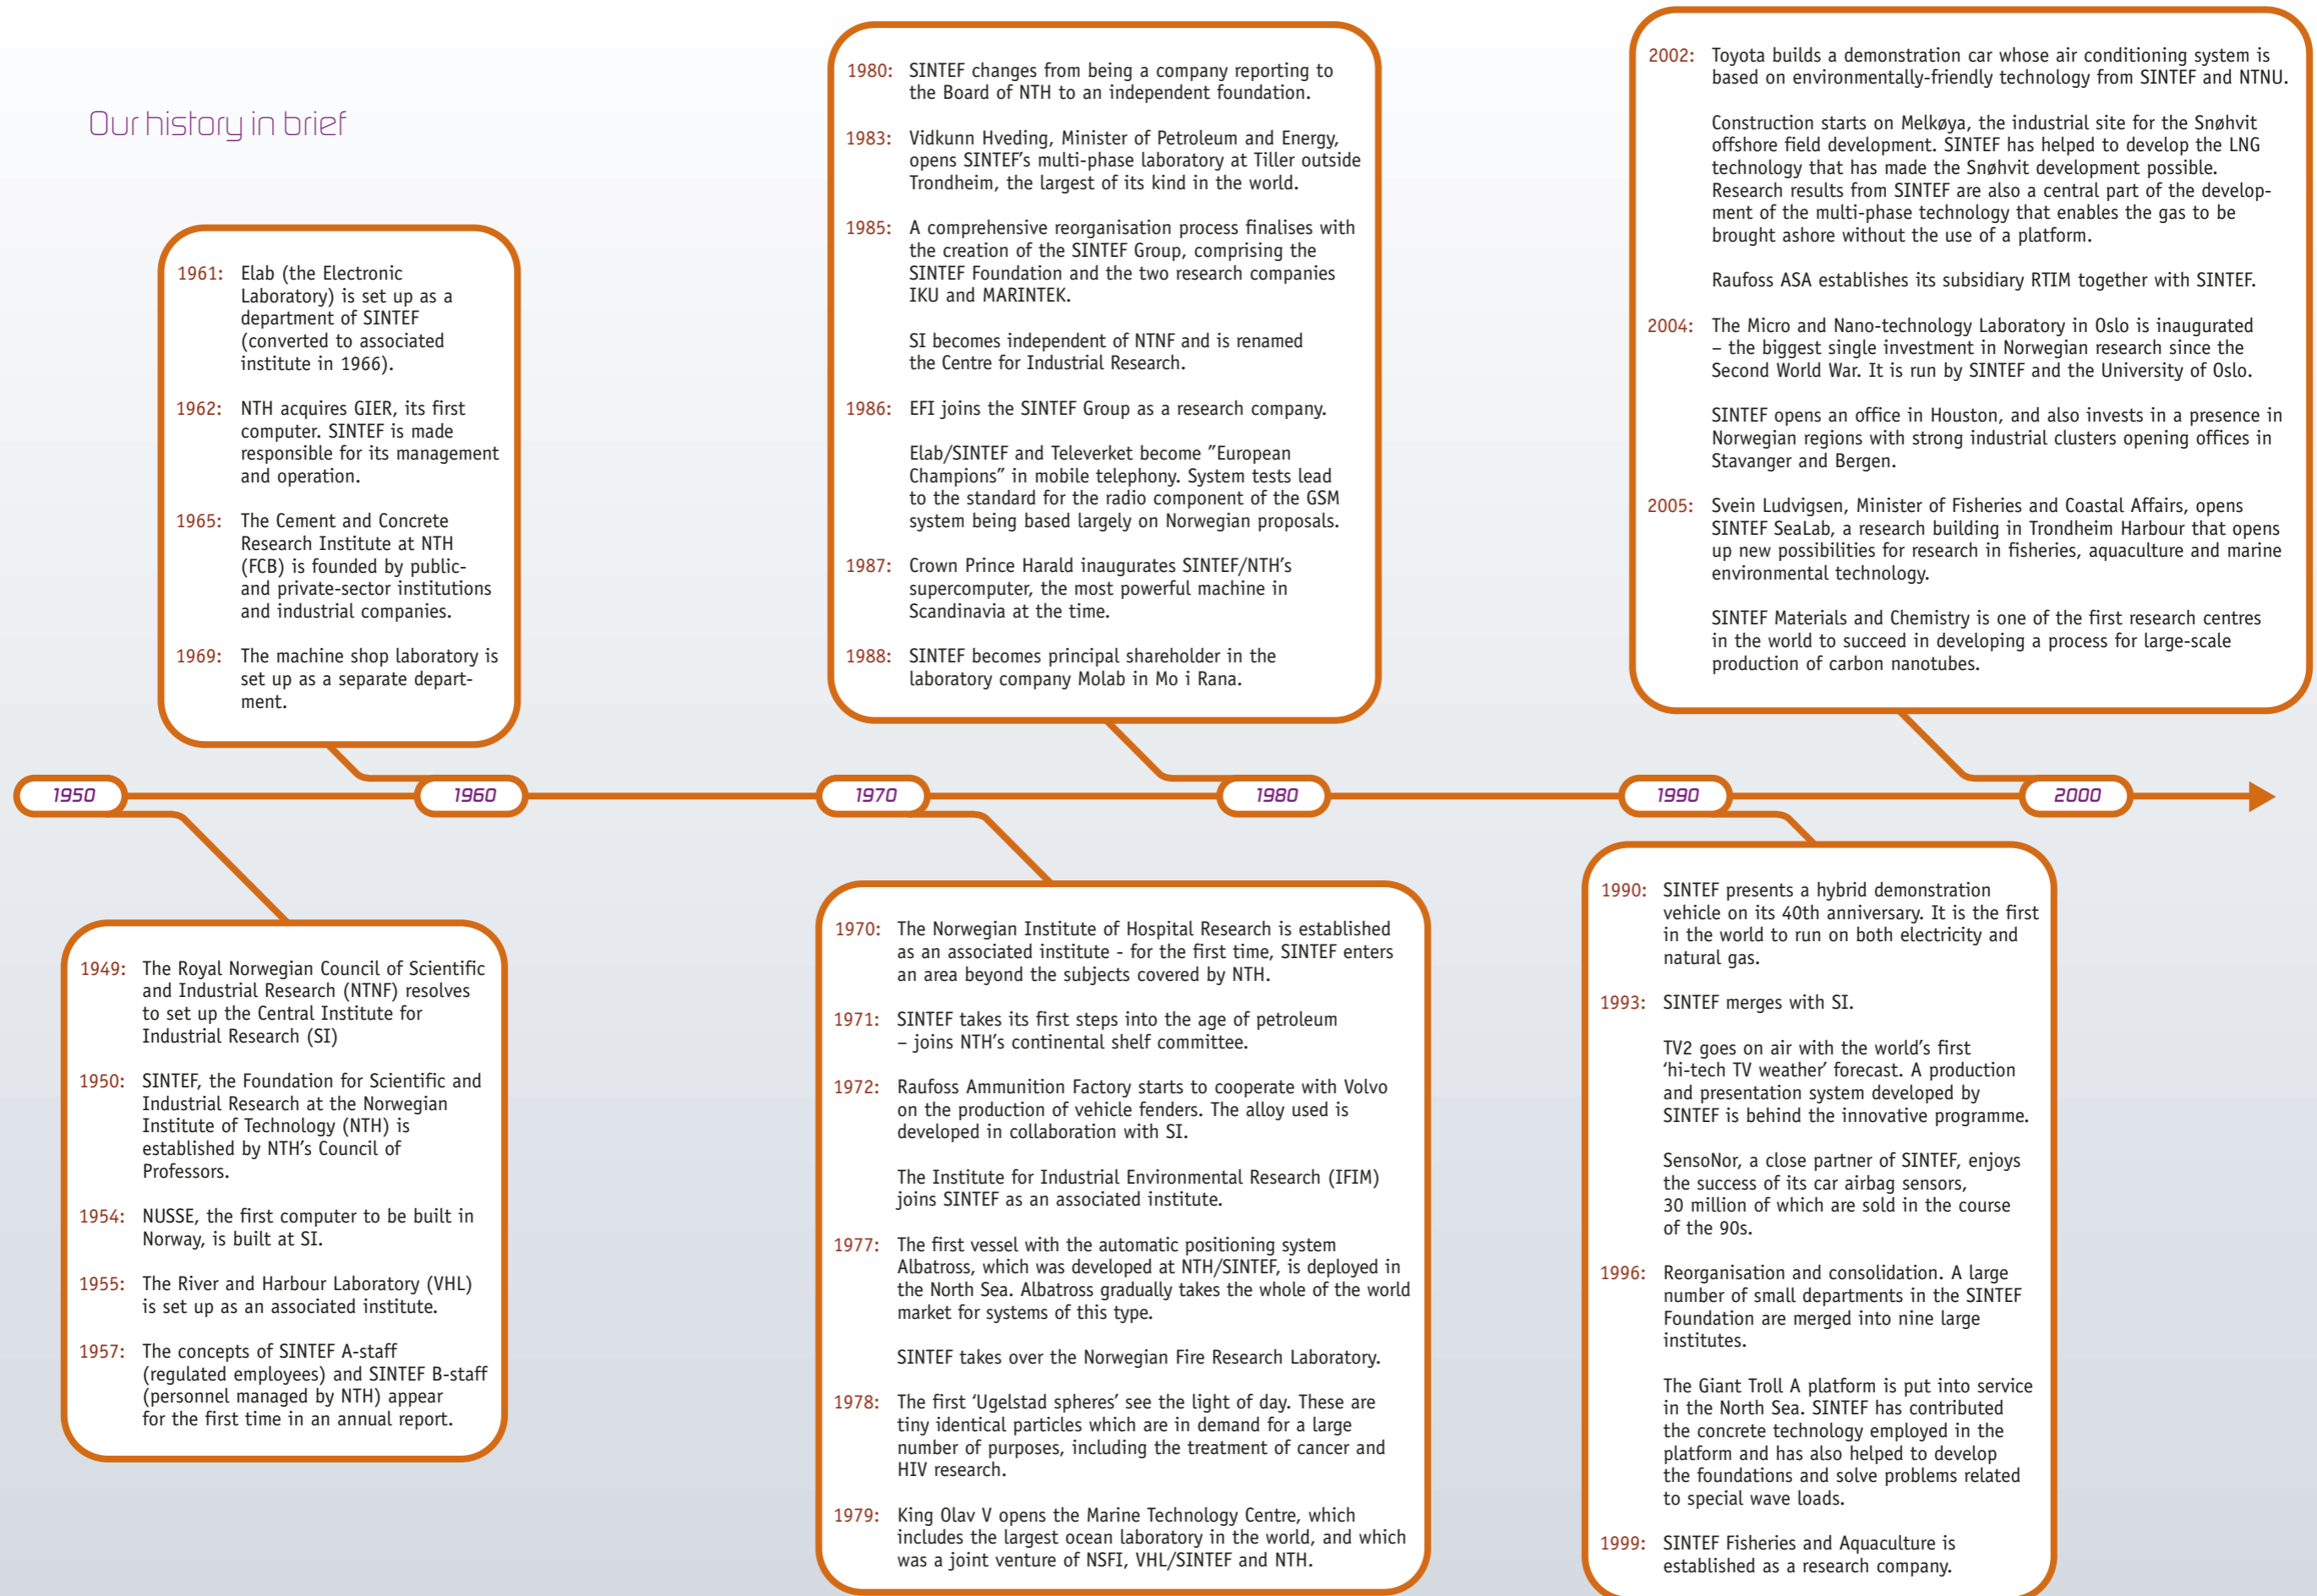 Our history in brief
1961: Elab (the Electronic
Laboratory) is set up as a
department of SINTEF
(converted to associated
institute in 1966).
1962: NTH acquires GIER, its first
computer. SINTEF is made
responsible for its management
and operation.
1965: The Cement and Concrete
Research Institute at NTH
(FCB) is founded by public-
and private-sector institutions
and industrial companies.
1969: The machine shop laboratory is
set up as a separate depart-
ment.
1980: SINTEF changes from being a company reporting to
the Board of NTH to an independent foundation.
1983: Vidkunn Hveding, Minister of Petroleum and Energy,
opens SINTEF's multi-phase laboratory at Tiller outside
Trondheim, the largest of its kind in the world.
1985: A comprehensive reorganisation process finalises with
the creation of the SINTEF Group, comprising the
SINTEF Foundation and the two research companies
IKU and MARINTEK.
SI becomes independent of NTNF and is renamed
the Centre for Industrial Research.
1986: EFI joins the SINTEF Group as a research company.
Elab/SINTEF and Televerket become ”European
Champions” in mobile telephony. System tests lead
to the standard for the radio component of the GSM
system being based largely on Norwegian proposals.
1987: Crown Prince Harald inaugurates SINTEF/NTH's
supercomputer, the most powerful machine in
Scandinavia at the time.
1988: SINTEF becomes principal shareholder in the
laboratory company Molab in Mo i Rana.
2002: Toyota builds a demonstration car whose air conditioning system is
based on environmentally-friendly technology from SINTEF and NTNU.
Construction starts on Melkøya, the industrial site for the Snøhvit
offshore field development. SINTEF has helped to develop the LNG
technology that has made the Snøhvit development possible.
Research results from SINTEF are also a central part of the develop-
ment of the multi-phase technology that enables the gas to be
brought ashore without the use of a platform.
Raufoss ASA establishes its subsidiary RTIM together with SINTEF.
2004: The Micro and Nano-technology Laboratory in Oslo is inaugurated
– the biggest single investment in Norwegian research since the
Second World War. It is run by SINTEF and the University of Oslo.
SINTEF opens an office in Houston, and also invests in a presence in
Norwegian regions with strong industrial clusters opening offices in
Stavanger and Bergen.
2005: Svein Ludvigsen, Minister of Fisheries and Coastal Affairs, opens
SINTEF SeaLab, a research building in Trondheim Harbour that opens
up new possibilities for research in fisheries, aquaculture and marine
environmental technology.
SINTEF Materials and Chemistry is one of the first research centres
in the world to succeed in developing a process for large-scale
production of carbon nanotubes.
1950 1960 1970 1980 1990 2000
1949: The Royal Norwegian Council of Scientific
and Industrial Research (NTNF) resolves
to set up the Central Institute for
Industrial Research (SI)
1950: SINTEF, the Foundation for Scientific and
Industrial Research at the Norwegian
Institute of Technology (NTH) is
established by NTH's Council of
Professors.
1954: NUSSE, the first computer to be built in
Norway, is built at SI.
1955: The River and Harbour Laboratory (VHL)
is set up as an associated institute.
1957: The concepts of SINTEF A-staff
(regulated employees) and SINTEF B-staff
(personnel managed by NTH) appear
for the first time in an annual report.
1970: The Norwegian Institute of Hospital Research is established
as an associated institute - for the first time, SINTEF enters
an area beyond the subjects covered by NTH.
1971: SINTEF takes its first steps into the age of petroleum
– joins NTH's continental shelf committee.
1972: Raufoss Ammunition Factory starts to cooperate with Volvo
on the production of vehicle fenders. The alloy used is
developed in collaboration with SI.
The Institute for Industrial Environmental Research (IFIM)
joins SINTEF as an associated institute.
1977: The first vessel with the automatic positioning system
Albatross, which was developed at NTH/SINTEF, is deployed in
the North Sea. Albatross gradually takes the whole of the world
market for systems of this type.
SINTEF takes over the Norwegian Fire Research Laboratory.
1978: The first ‘Ugelstad spheres’ see the light of day. These are
tiny identical particles which are in demand for a large
number of purposes, including the treatment of cancer and
HIV research.
1979: King Olav V opens the Marine Technology Centre, which
includes the largest ocean laboratory in the world, and which
was a joint venture of NSFI, VHL/SINTEF and NTH.
1990: SINTEF presents a hybrid demonstration
vehicle on its 40th anniversary. It is the first
in the world to run on both electricity and
natural gas.
1993: SINTEF merges with SI.
TV2 goes on air with the world's first
‘hi-tech TV weather’ forecast. A production
and presentation system developed by
SINTEF is behind the innovative programme.
SensoNor, a close partner of SINTEF, enjoys
the success of its car airbag sensors,
30 million of which are sold in the course
of the 90s.
1996: Reorganisation and consolidation. A large
number of small departments in the SINTEF
Foundation are merged into nine large
institutes.
The Giant Troll A platform is put into service
in the North Sea. SINTEF has contributed
the concrete technology employed in the
platform and has also helped to develop
the foundations and solve problems related
to special wave loads.
1999: SINTEF Fisheries and Aquaculture is
established as a research company.